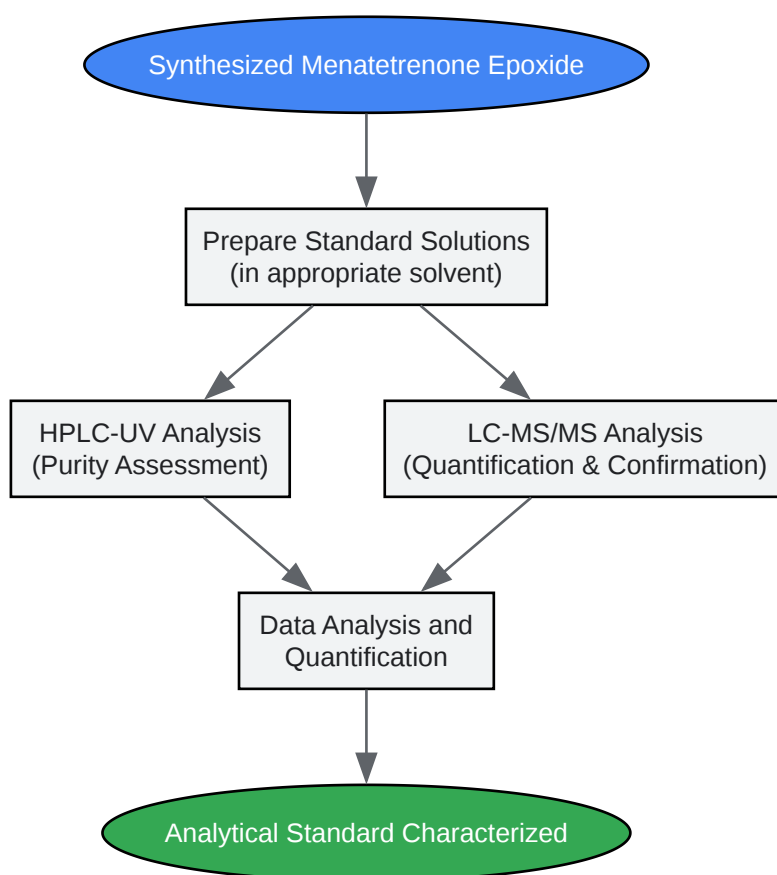 Synthesized Menatetrenone Epoxide
Prepare Standard Solutions
(in appropriate solvent)
HPLC-UV Analysis
(Purity Assessment)
LC-MS/MS Analysis
(Quantification & Confirmation)
Data Analysis and
Quantification
Analytical Standard Characterized